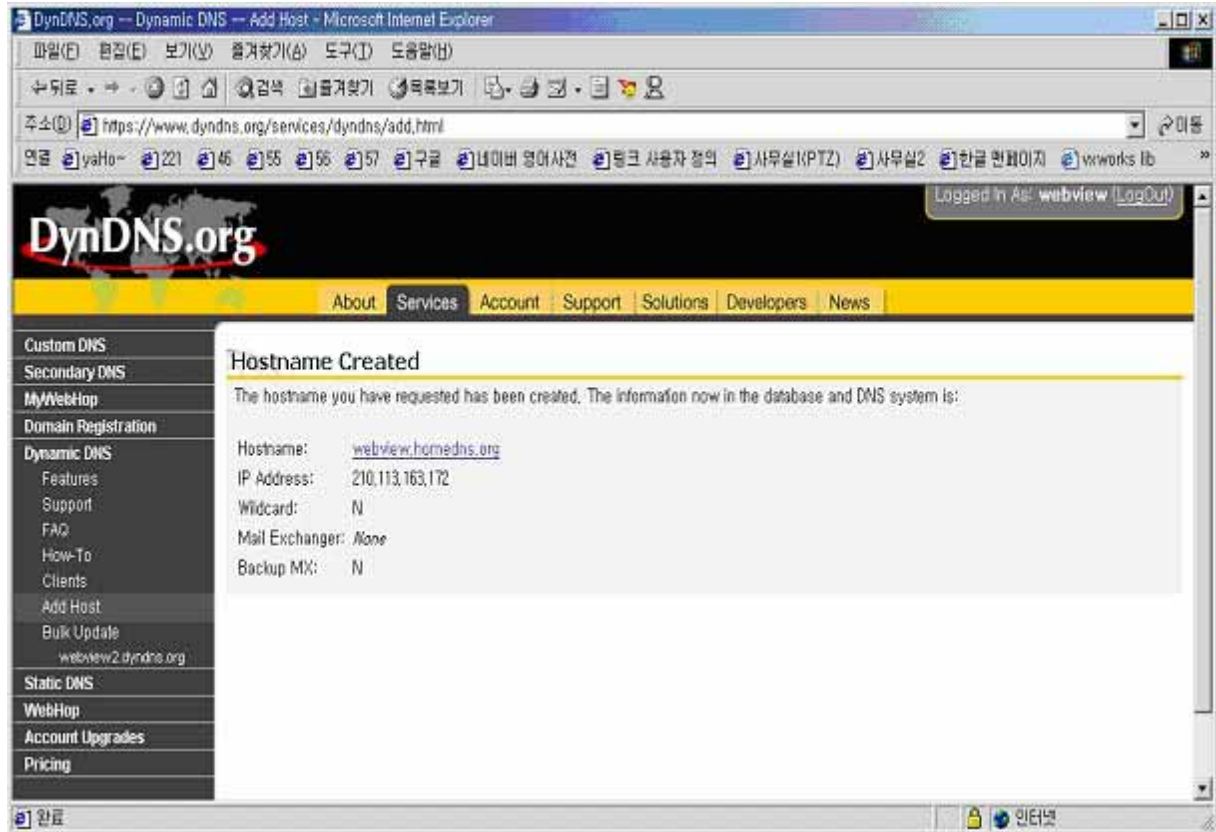 DynDNS,org -- Dynamic DNS -- Add Host - Microsoft Internet Explorer
파일(F) 편집(E) 보기(V) 즐겨찾기(A) 도구(T) 도움말(H)
뒤로 검색 즐겨찾기 목록보기
주소(D) https://www,dyndns,org/services/dyndns/add,html 이동
연결 yaHo~ 221 46 55 56 57 구글 네이버 영어사전 링크 사용자 정의 사무실1(PTZ) 사무실2 한글 맨페이지 vxworks lib »
Logged In As: webview (LogOut)
DynDNS.org
About Services Account Support Solutions Developers News
Custom DNS
Secondary DNS
MyWebHop
Domain Registration
Dynamic DNS
Features
Support
FAQ
How-To
Clients
Add Host
Bulk Update
webview2.dyndns.org
Static DNS
WebHop
Account Upgrades
Pricing
Hostname Created
The hostname you have requested has been created, The information now in the database and DNS system is:
Hostname: webview,homedns,org
IP Address: 210,113,163,172
Wildcard: N
Mail Exchanger: None
Backup MX: N
완료 인터넷